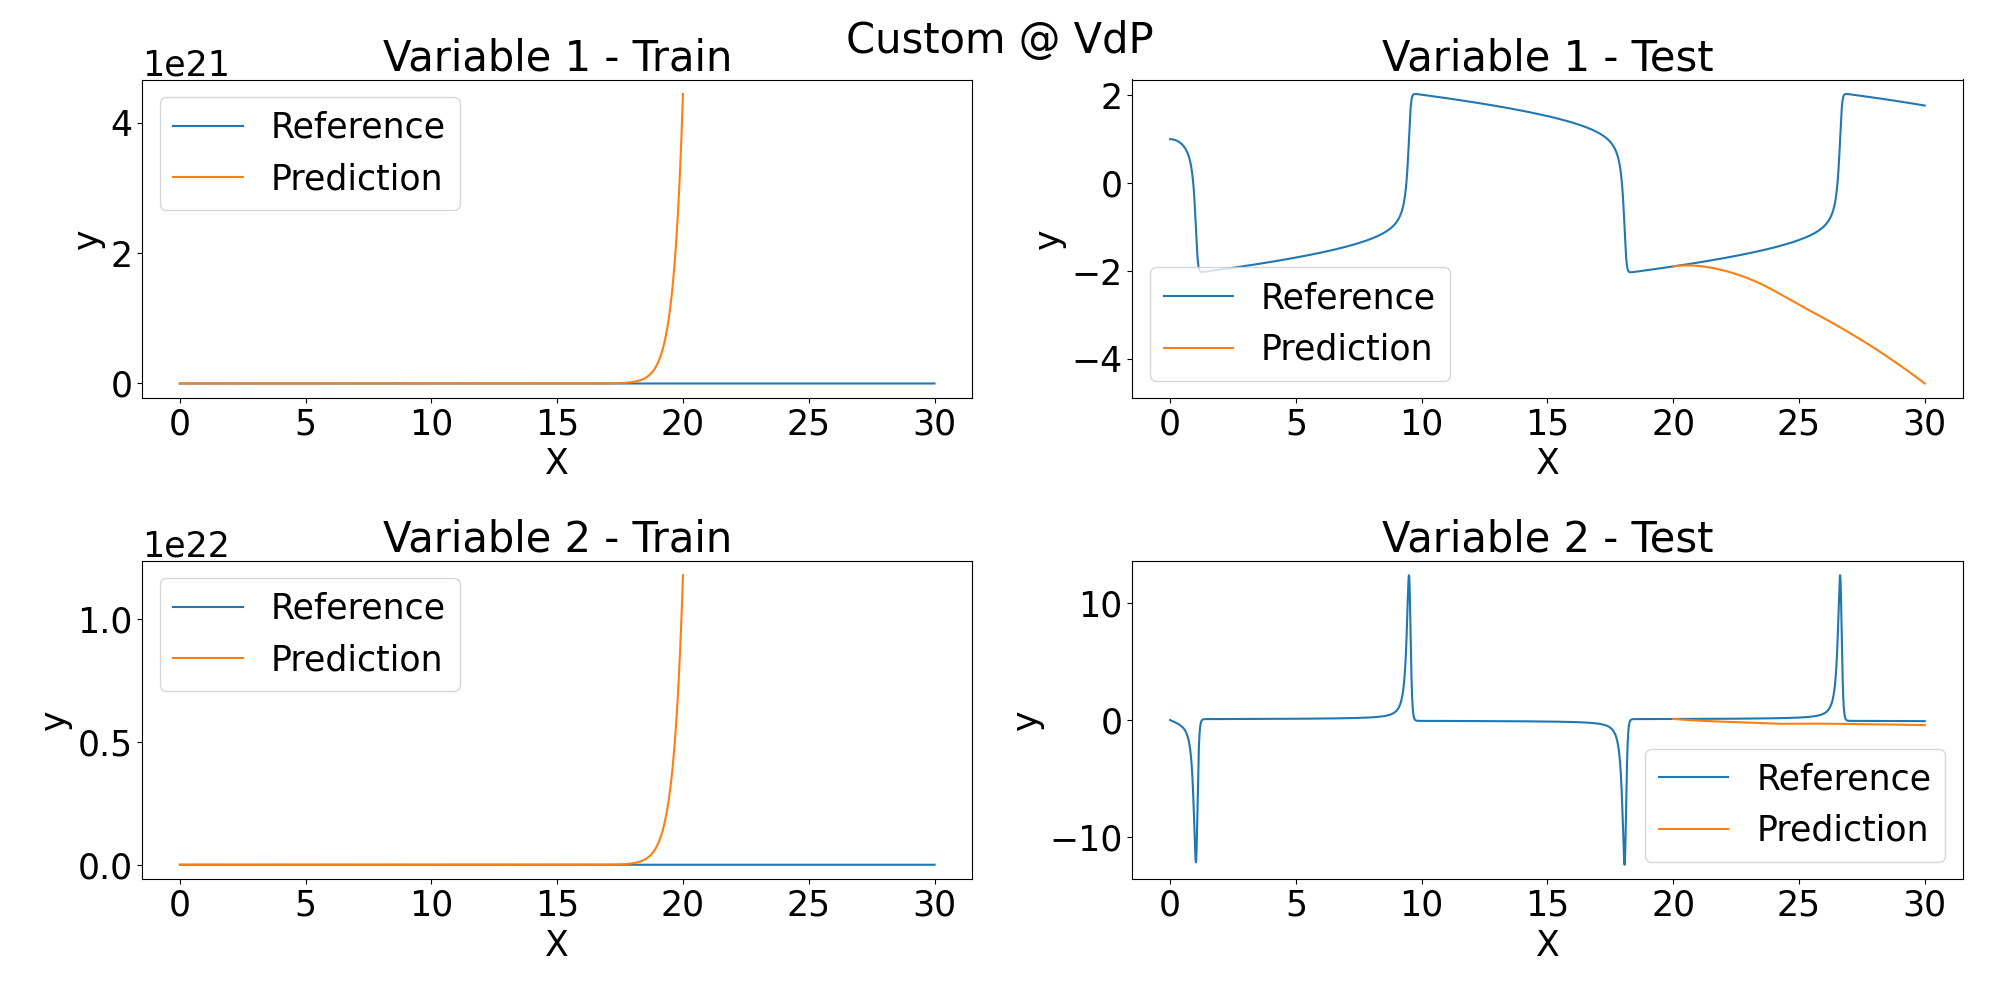 Custom @ VdP
Variable 1 - Train
1e21
4
2
0
y
Reference
Prediction
0 5 10 15 20 25 30
X
Variable 1 - Test
2
0
−2
−4
y
Reference
Prediction
0 5 10 15 20 25 30
X
Variable 2 - Train
1e22
1.0
0.5
0.0
y
Reference
Prediction
0 5 10 15 20 25 30
X
Variable 2 - Test
10
0
−10
y
Reference
Prediction
0 5 10 15 20 25 30
X